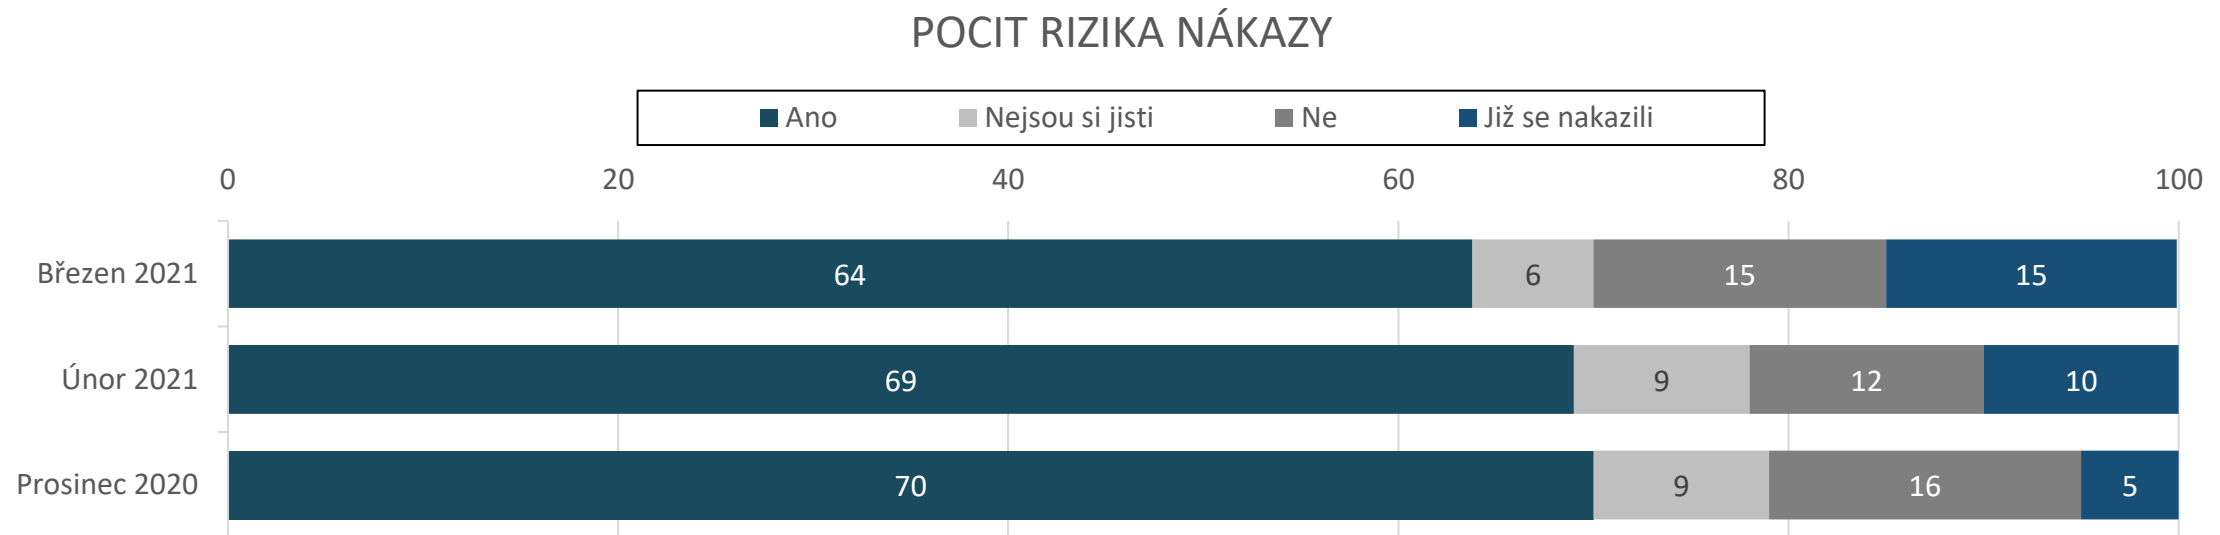 POCIT RIZIKA NÁKAZY
Ano Nejsou si jisti Ne Již se nakazili
0 20 40 60 80 100
Březen 2021 64 6 15 15
Únor 2021 69 9 12 10
Prosinec 2020 70 9 16 5